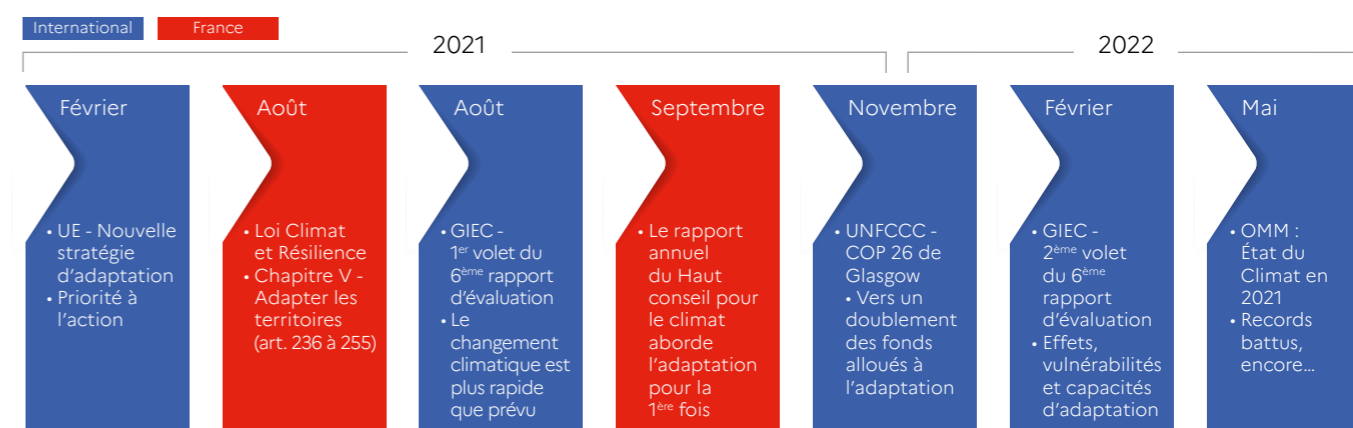 International
France
2021
2022
Février
• UE - Nouvelle
stratégie
d’adaptation
• Priorité à
l’action
Août
• Loi Climat
et Résilience
• Chapitre V -
Adapter les
territoires
(art. 236 à 255)
Août
• GIEC -
1er volet du
6ème rapport
d’évaluation
• Le
changement
climatique est
plus rapide
que prévu
Septembre
• Le rapport
annuel
du Haut
conseil pour
le climat
aborde
l’adaptation
pour la
1ère fois
Novembre
• UNFCCC -
COP 26 de
Glasgow
• Vers un
doublement
des fonds
alloués à
l’adaptation
Février
• GIEC -
2ème volet
du 6ème
rapport
d’évaluation
• Effets,
vulnérabilités
et capacités
d’adaptation
Mai
• OMM :
État du
Climat en
2021
• Records
battus,
encore…